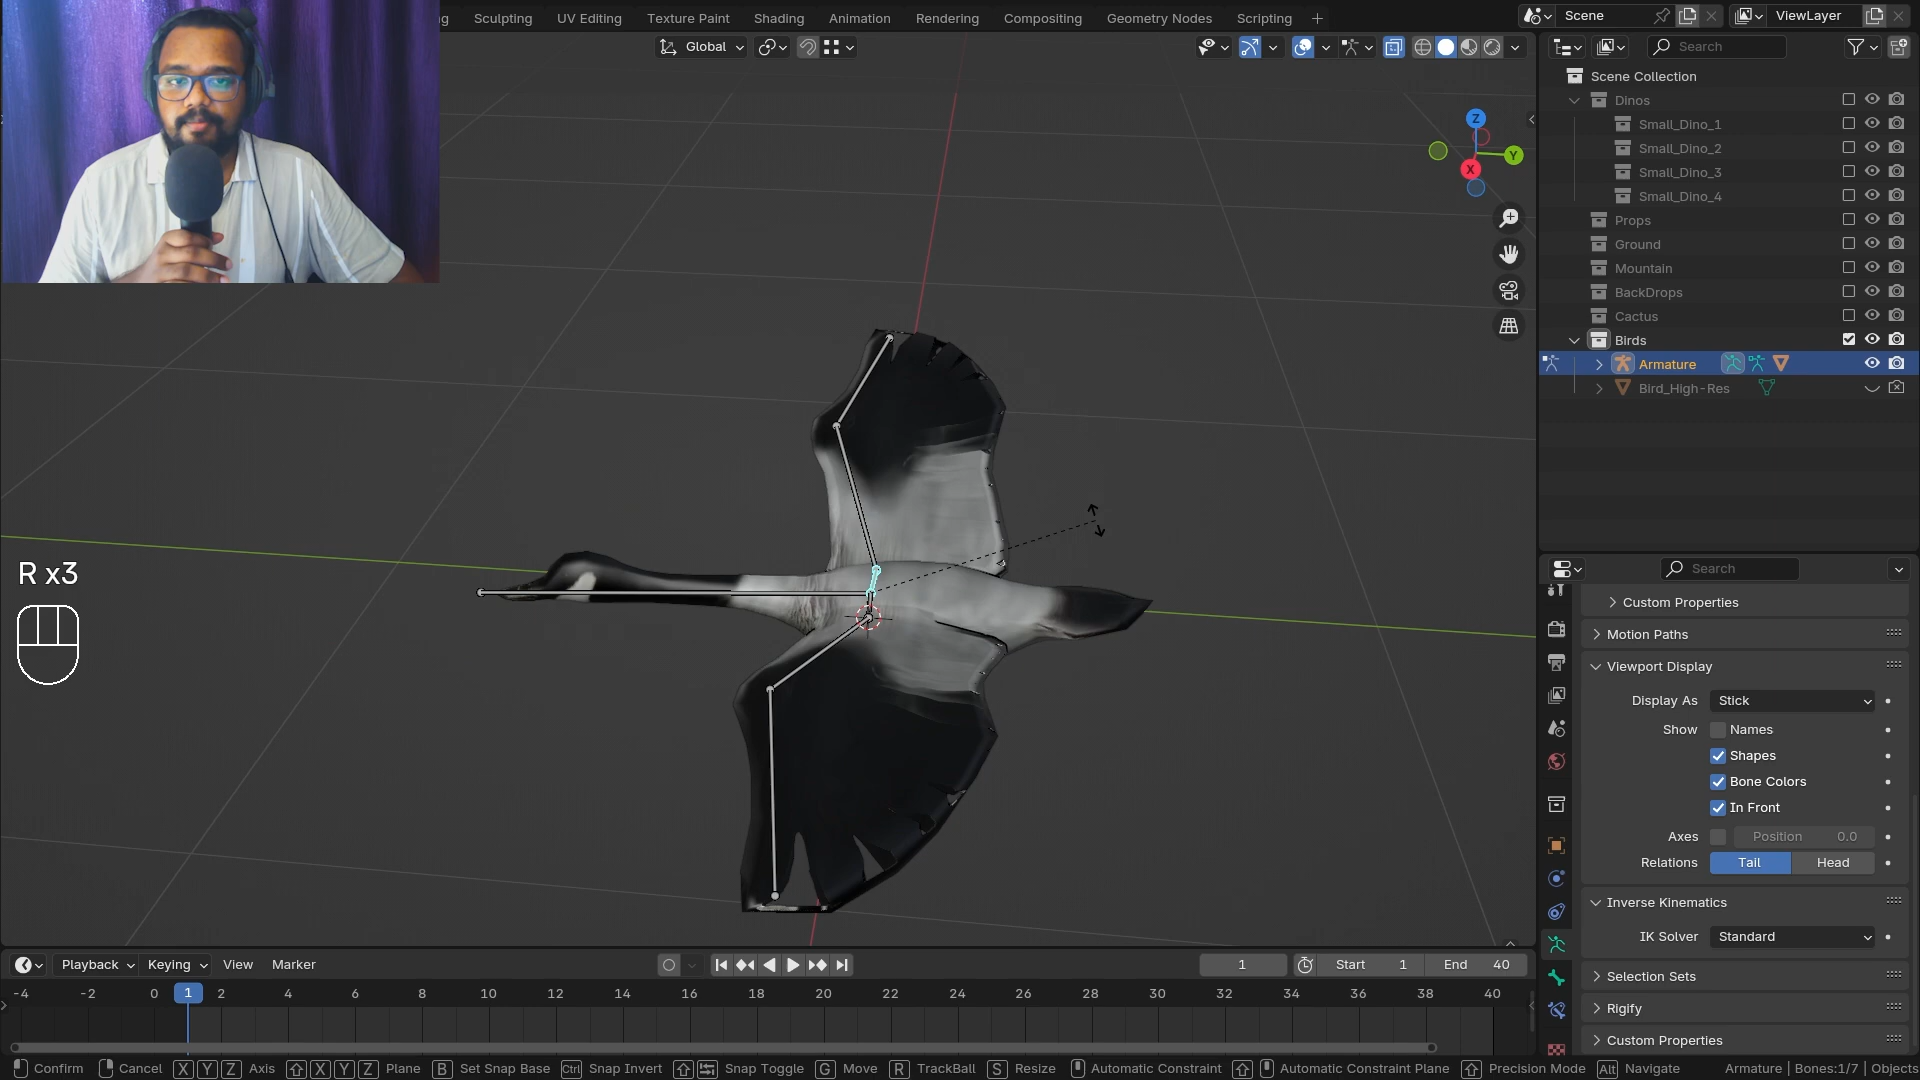 ng Sculpting UV Editing Texture Paint Shading Animation Rendering Compositing Geometry Nodes Scripting
Scene
ViewLayer
Global
Search
Scene Collection
Dinos
Small_Dino_1
Small_Dino_2
Small_Dino_3
Small_Dino_4
Props
Ground
Mountain
BackDrops
Cactus
Birds
Armature
Bird_High-Res
Z
Y
X
R x3
Search
Custom Properties
Motion Paths
Viewport Display
Display As Stick
Show Names
Shapes
Bone Colors
In Front
Axes Position 0.0
Relations Tail Head
Inverse Kinematics
IK Solver Standard
Selection Sets
Rigify
Custom Properties
Playback Keying View Marker
1 Start 1 End 40
-4 -2 0 1 2 4 6 8 10 12 14 16 18 20 22 24 26 28 30 32 34 36 38 40
Confirm Cancel X Y Z Axis X Y Z Plane B Set Snap Base Ctrl Snap Invert Snap Toggle G Move R TrackBall S Resize Automatic Constraint Automatic Constraint Plane Precision Mode Alt Navigate Armature | Bones:1/7 | Objects